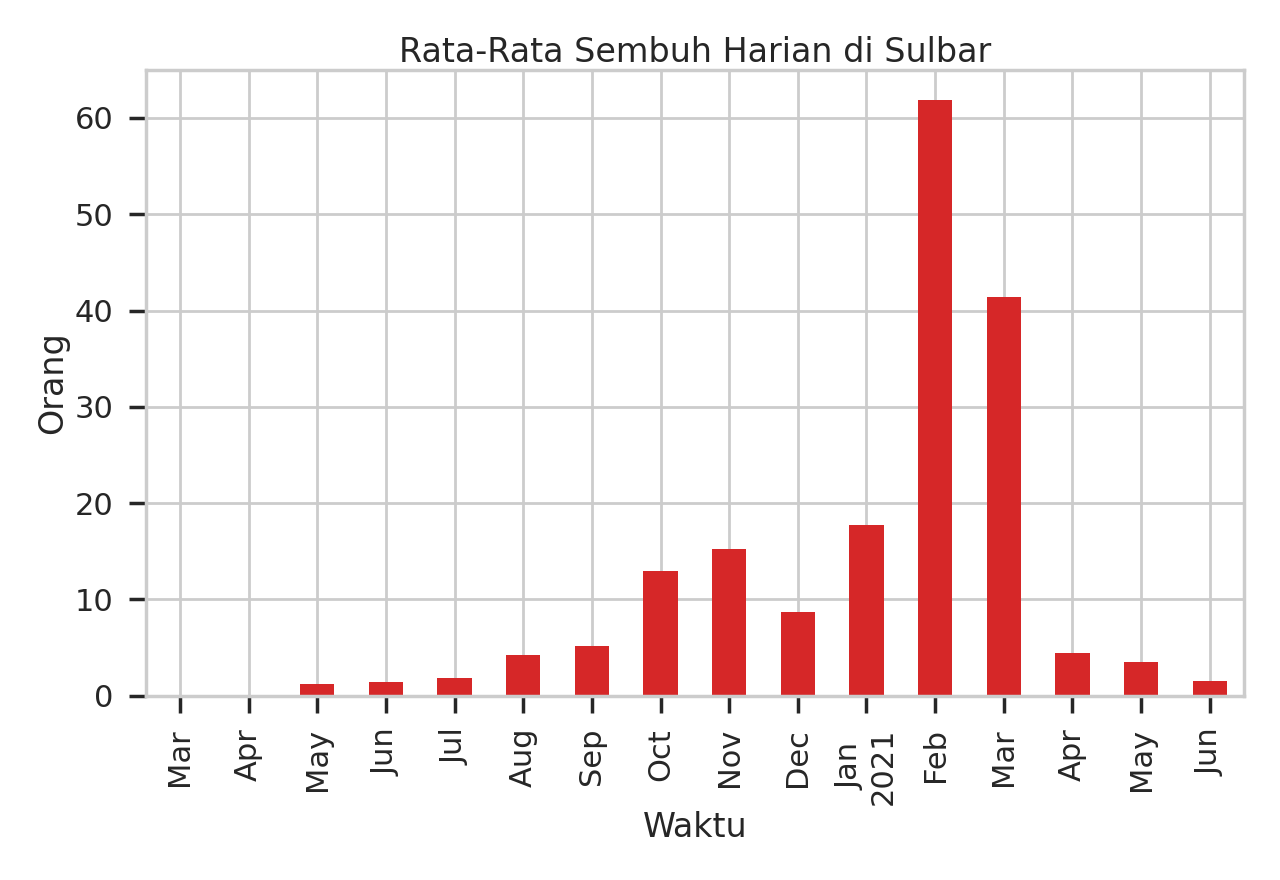 Rata-Rata Sembuh Harian di Sulbar
60
50
40
30
20
10
0
Orang
Mar
Apr
May
Jun
Jul
Aug
Sep
Oct
Nov
Dec
Jan
2021
Feb
Mar
Apr
May
Jun
Waktu